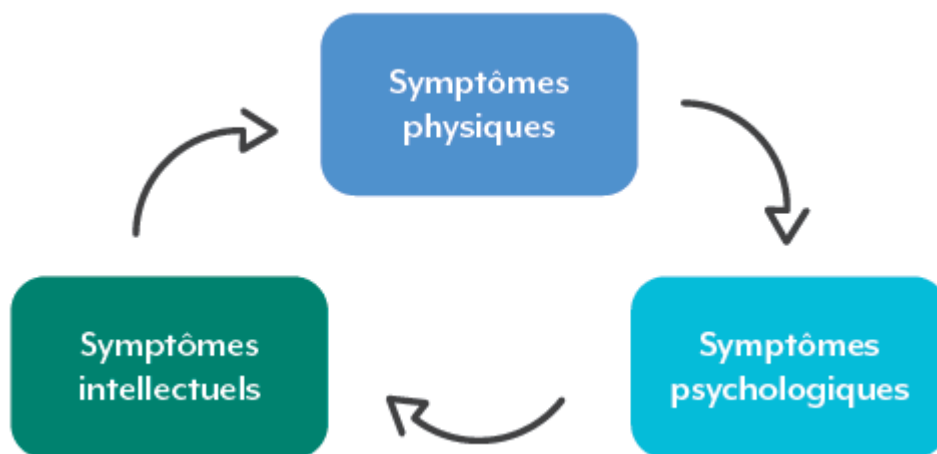 Symptômes
physiques
Symptômes
intellectuels
Symptômes
psychologiques